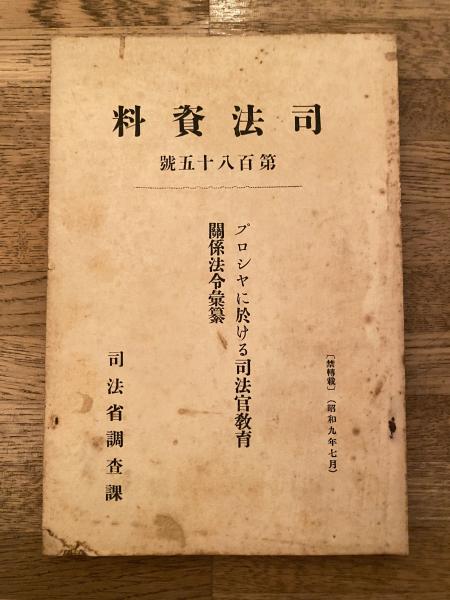 司法資料
第百八十五號
〔禁轉載〕（昭和九年七月）
プロシヤに於ける司法官敎育
關係法令彙纂
司法省調査課